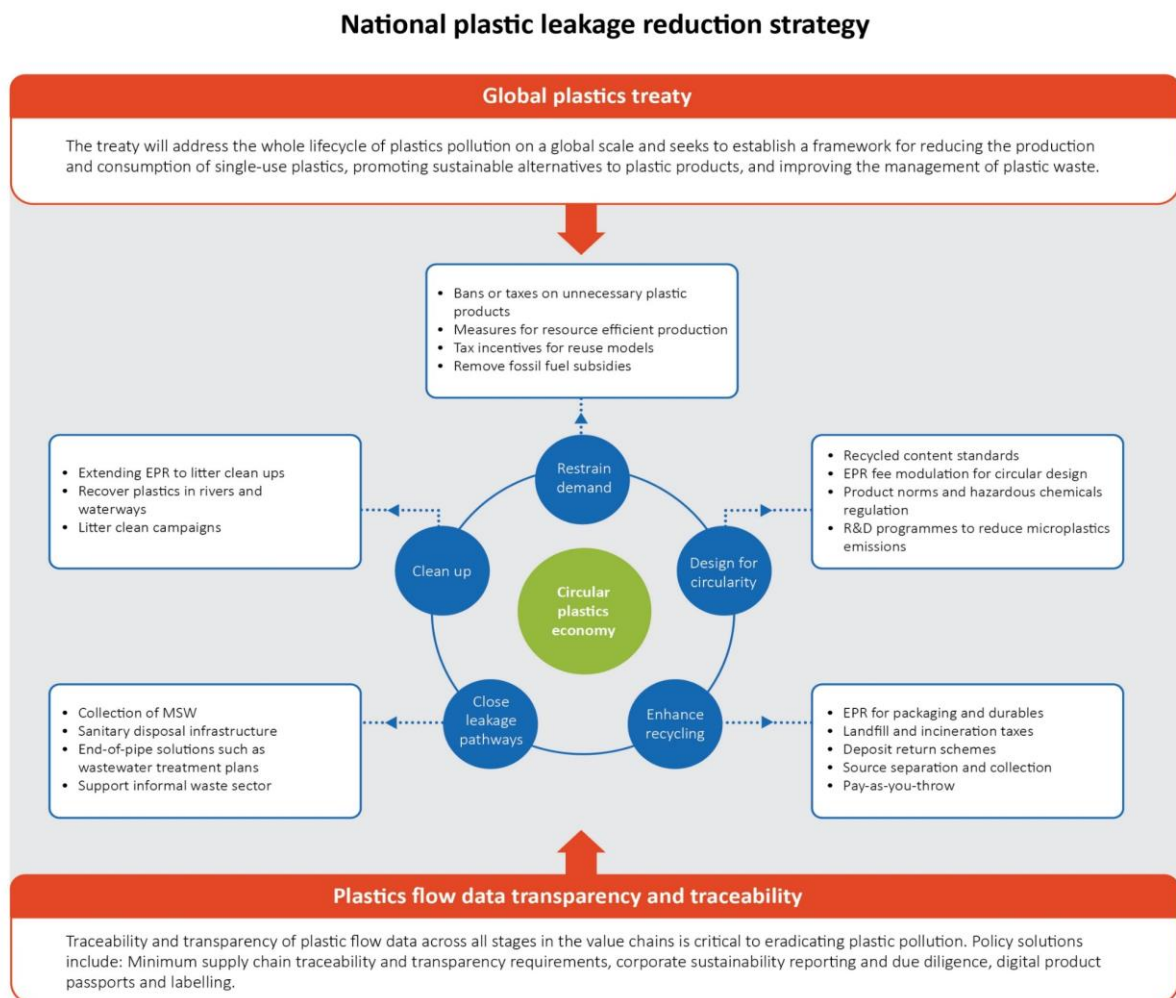 National plastic leakage reduction strategy
Global plastics treaty
The treaty will address the whole lifecycle of plastics pollution on a global scale and seeks to establish a framework for reducing the production
and consumption of single-use plastics, promoting sustainable alternatives to plastic products, and improving the management of plastic waste.
• Bans or taxes on unnecessary plastic
products
• Measures for resource efficient production
• Tax incentives for reuse models
• Remove fossil fuel subsidies
Restrain
demand
• Extending EPR to litter clean ups
• Recover plastics in rivers and
waterways
• Litter clean campaigns
Clean up
• Recycled content standards
• EPR fee modulation for circular design
• Product norms and hazardous chemicals
regulation
• R&D programmes to reduce microplastics
emissions
Design for
circularity
Circular
plastics
economy
• Collection of MSW
• Sanitary disposal infrastructure
• End-of-pipe solutions such as
wastewater treatment plans
• Support informal waste sector
Close
leakage
pathways
Enhance
recycling
• EPR for packaging and durables
• Landfill and incineration taxes
• Deposit return schemes
• Source separation and collection
• Pay-as-you-throw
Plastics flow data transparency and traceability
Traceability and transparency of plastic flow data across all stages in the value chains is critical to eradicating plastic pollution. Policy solutions
include: Minimum supply chain traceability and transparency requirements, corporate sustainability reporting and due diligence, digital product
passports and labelling.